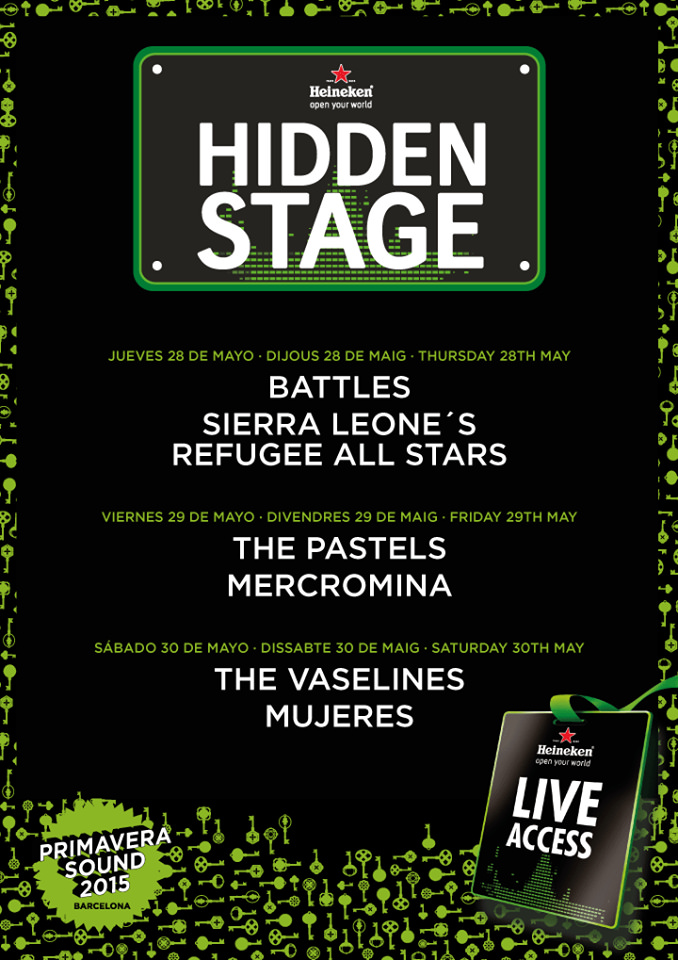 Heineken
open your world
HIDDEN
STAGE
JUEVES 28 DE MAYO · DIJOUS 28 DE MAIG · THURSDAY 28TH MAY
BATTLES
SIERRA LEONE´S
REFUGEE ALL STARS
VIERNES 29 DE MAYO · DIVENDRES 29 DE MAIG · FRIDAY 29TH MAY
THE PASTELS
MERCROMINA
SÁBADO 30 DE MAYO · DISSABTE 30 DE MAIG · SATURDAY 30TH MAY
THE VASELINES
MUJERES
Heineken
open your world
LIVE
ACCESS
PRIMAVERA
SOUND
2015
BARCELONA